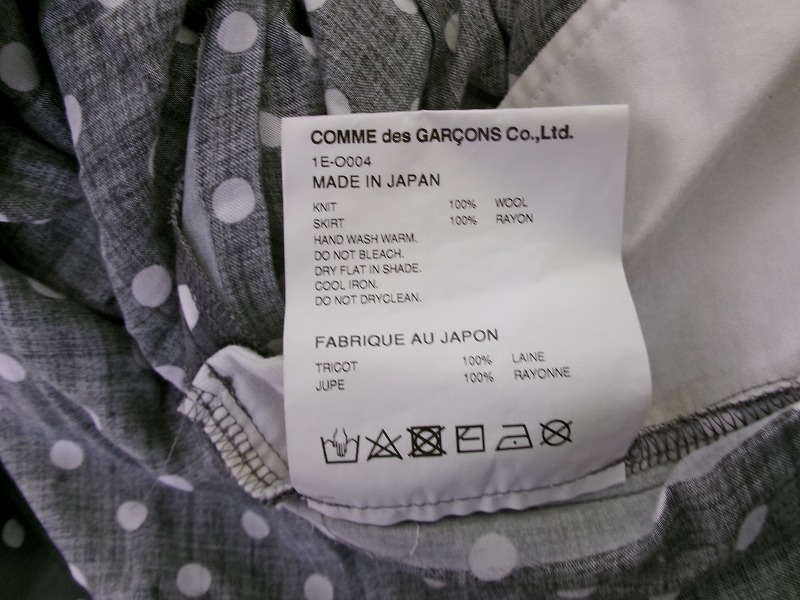 COMME des GARÇONS Co.,Ltd.
1E-O004
MADE IN JAPAN
KNIT 100% WOOL
SKIRT 100% RAYON
HAND WASH WARM.
DO NOT BLEACH.
DRY FLAT IN SHADE.
COOL IRON.
DO NOT DRYCLEAN.
FABRIQUE AU JAPON
TRICOT 100% LAINE
JUPE 100% RAYONNE